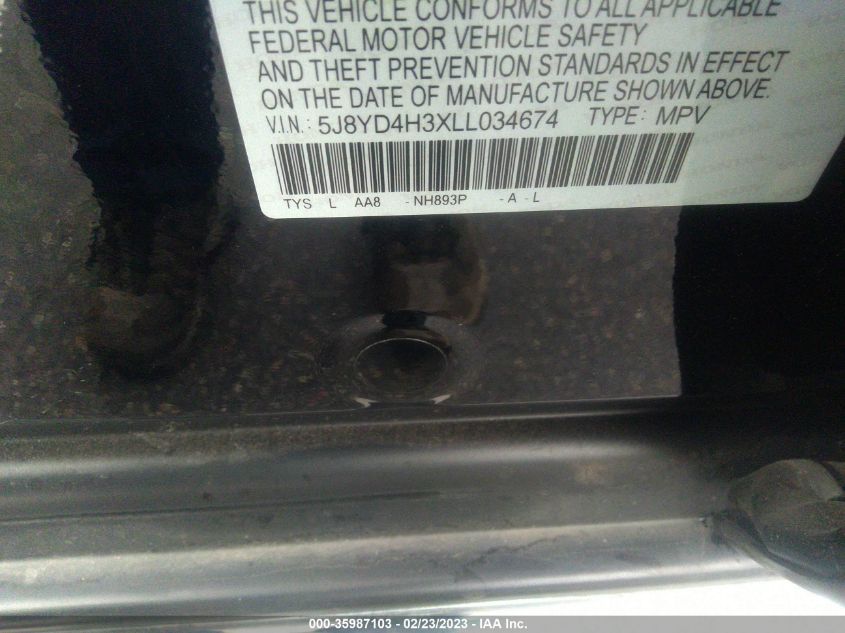 THIS VEHICLE CONFORMS TO ALL APPLICABLE
FEDERAL MOTOR VEHICLE SAFETY
AND THEFT PREVENTION STANDARDS IN EFFECT
ON THE DATE OF MANUFACTURE SHOWN ABOVE.
V.I.N.: 5J8YD4H3XLL034674 TYPE: MPV
TYS L AA8 -NH893P -A -L
000-35987103 - 02/23/2023 - IAA Inc.